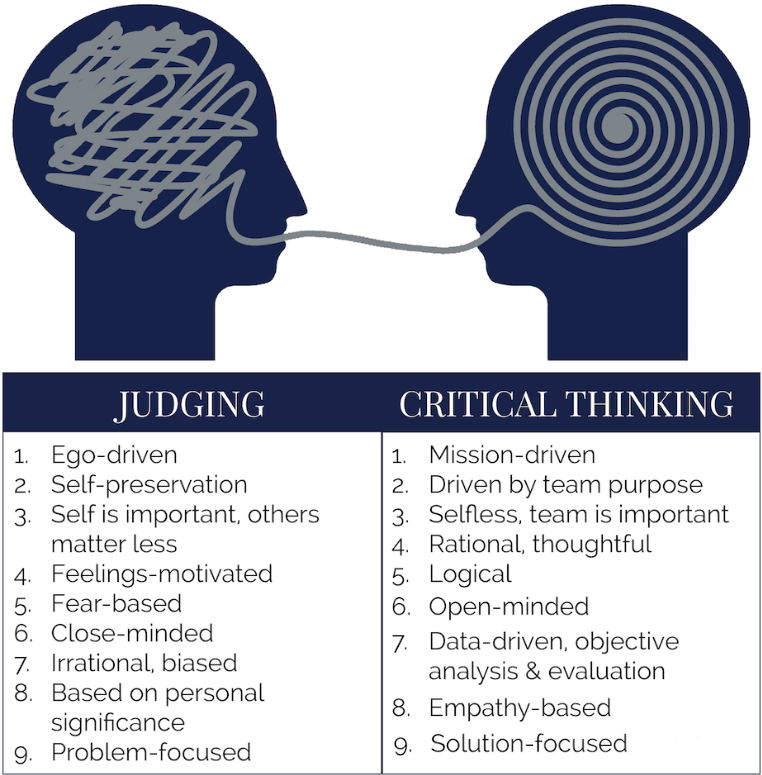 JUDGING
1. Ego-driven
2. Self-preservation
3. Self is important, others
matter less
4. Feelings-motivated
5. Fear-based
6. Close-minded
7. Irrational, biased
8. Based on personal
significance
9. Problem-focused
CRITICAL THINKING
1. Mission-driven
2. Driven by team purpose
3. Selfless, team is important
4. Rational, thoughtful
5. Logical
6. Open-minded
7. Data-driven, objective
analysis & evaluation
8. Empathy-based
9. Solution-focused